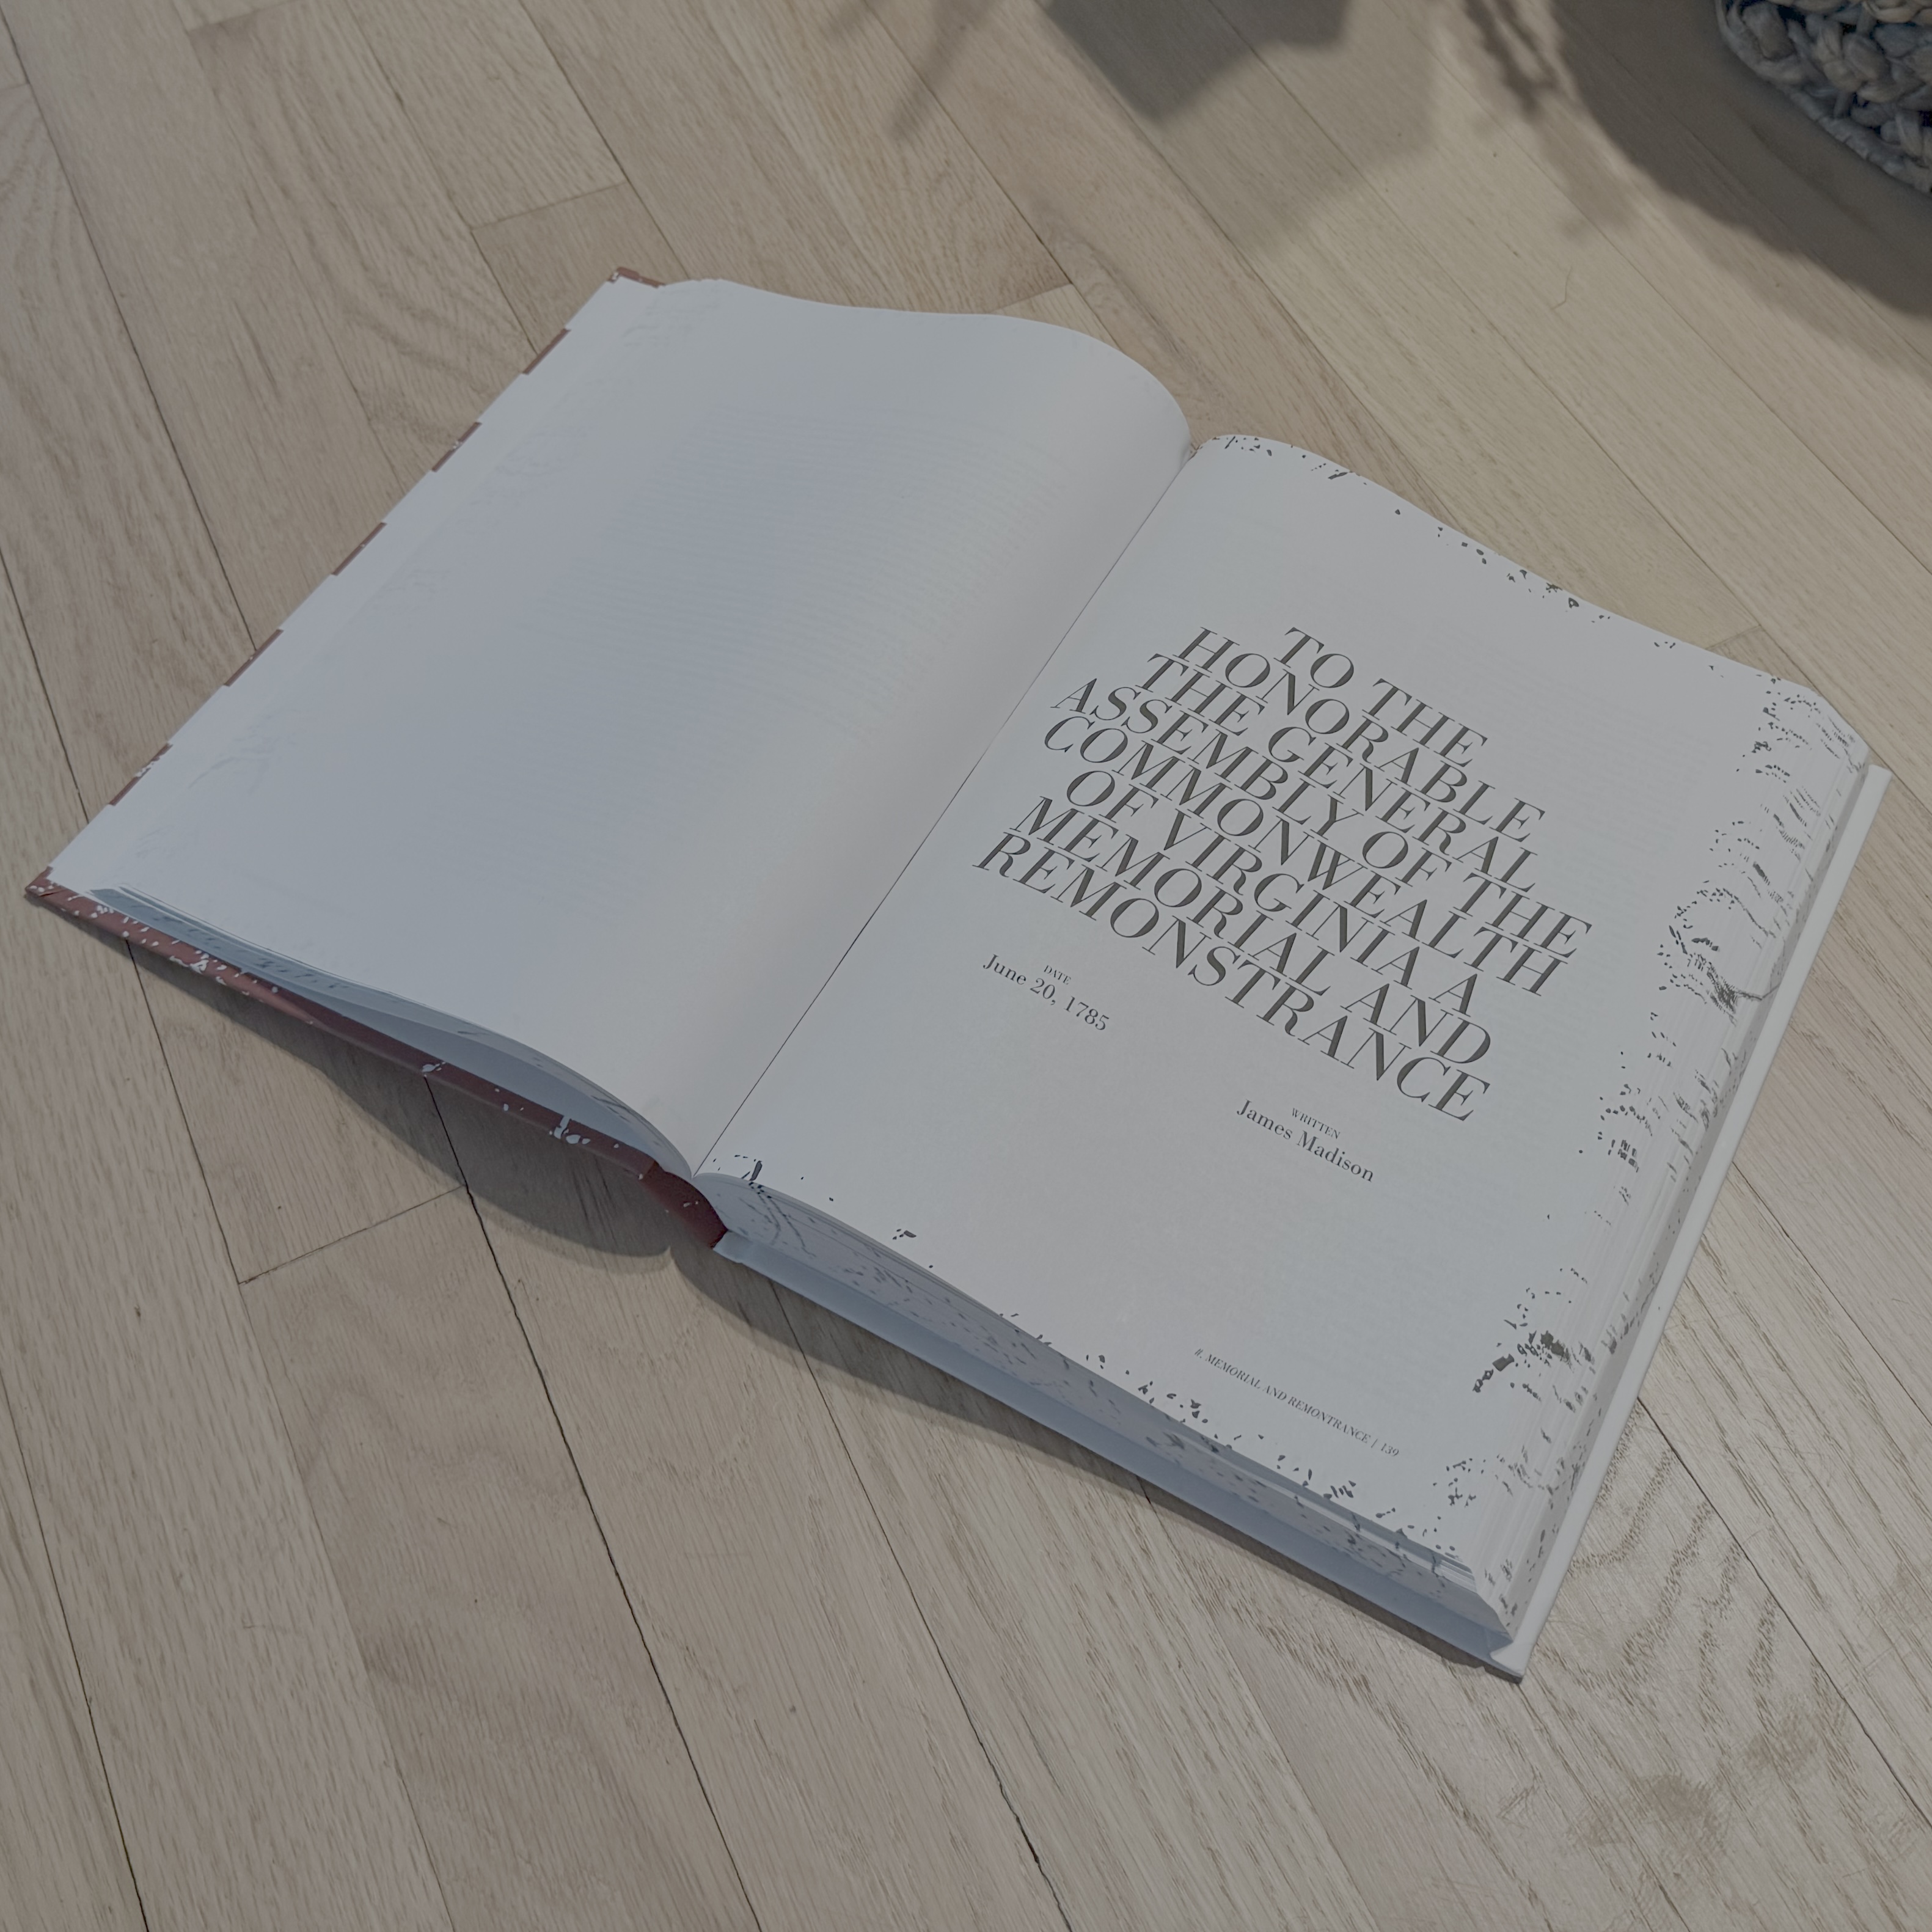 TO THE
HONORABLE
THE GENERAL
ASSEMBLY OF THE
COMMONWEALTH
OF VIRGINIA A
MEMORIAL AND
REMONSTRANCE
DATE
June 20, 1785
WRITTEN
James Madison
8. MEMORIAL AND REMONTRANCE | 139